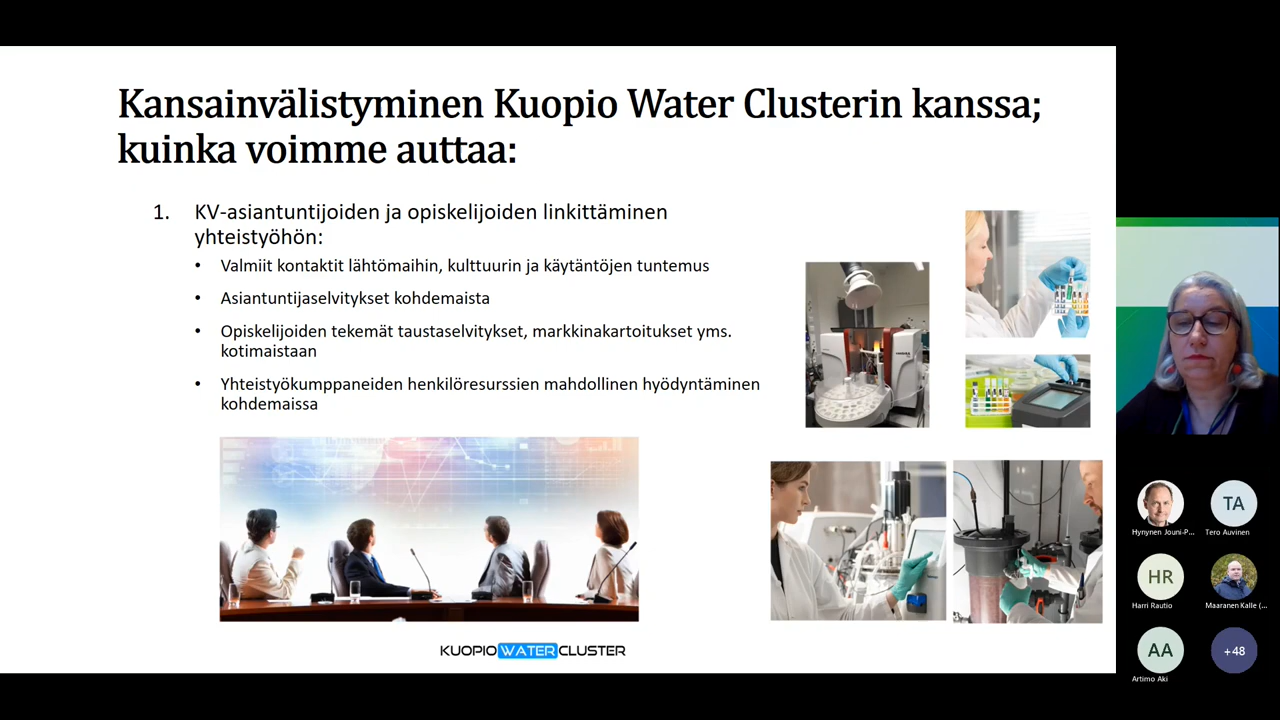 Kansainvälistyminen Kuopio Water Clusterin kanssa;
kuinka voimme auttaa:
1. KV-asiantuntijoiden ja opiskelijoiden linkittäminen
yhteistyöhön:
• Valmiit kontaktit lähtömaihin, kulttuurin ja käytäntöjen tuntemus
• Asiantuntijaselvitykset kohdemaista
• Opiskelijoiden tekemät taustaselvitykset, markkinakartoitukset yms.
kotimaistaan
• Yhteistyökumppaneiden henkilöresurssien mahdollinen hyödyntäminen
kohdemaissa
KUOPIO WATER CLUSTER
Hynynen Jouni-P...
TA
Tero Auvinen
HR
Harri Rautio
Maaranen Kalle (...
AA
Artimo Aki
+48